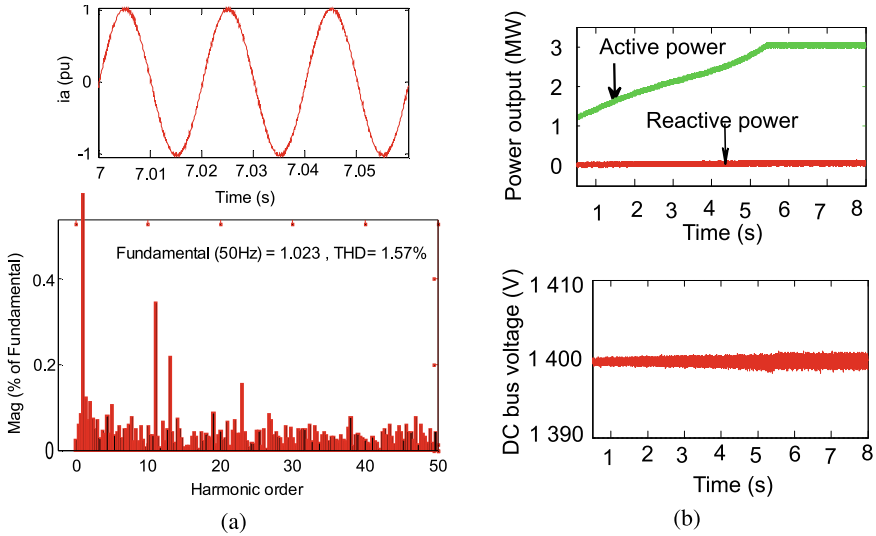 1
0
-1
ia (pu)
7 7.01 7.02 7.03 7.04 7.05
Time (s)
Fundamental (50Hz) = 1.023 , THD= 1.57%
0.4
0.2
0
Mag (% of Fundamental)
0 10 20 30 40 50
Harmonic order
(a)
3
2
1
0
Power output (MW)
Active power
Reactive power
1 2 3 4 5 6 7 8
Time (s)
1 410
1 400
1 390
DC bus voltage (V)
1 2 3 4 5 6 7 8
Time (s)
(b)